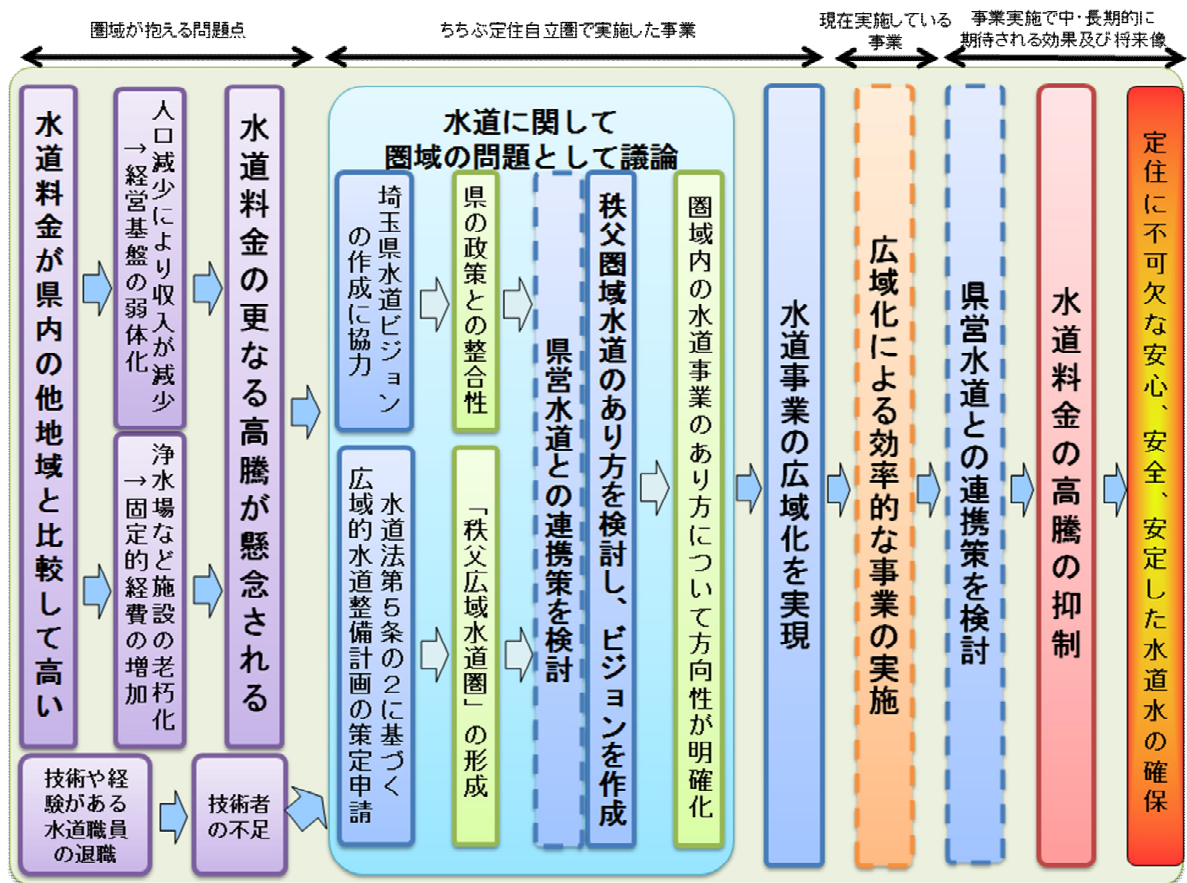 圏域が抱える問題点
ちちぶ定住自立圏で実施した事業
現在実施している
事業
事業実施で中・長期的に
期待される効果及び将来像
水道料金が県内の他地域と比較して高い
人口減少により収入が減少
→経営基盤の弱体化
浄水場など施設の老朽化
→固定的経費の増加
水道料金の更なる高騰が懸念される
技術や経
験がある
水道職員
の退職
技術者
の不足
水道に関して
圏域の問題として議論
埼玉県水道ビジョン
の作成に協力
県の政策との整合性
水道法第5条の2に基づく
広域的水道整備計画の策定申請
「秩父広域水道圏」の形成
県営水道との連携策を検討
秩父圏域水道のあり方を検討し、ビジョンを作成
圏域内の水道事業のあり方について方向性が明確化
水道事業の広域化を実現
広域化による効率的な事業の実施
県営水道との連携策を検討
水道料金の高騰の抑制
定住に不可欠な安心、安全、安定した水道水の確保